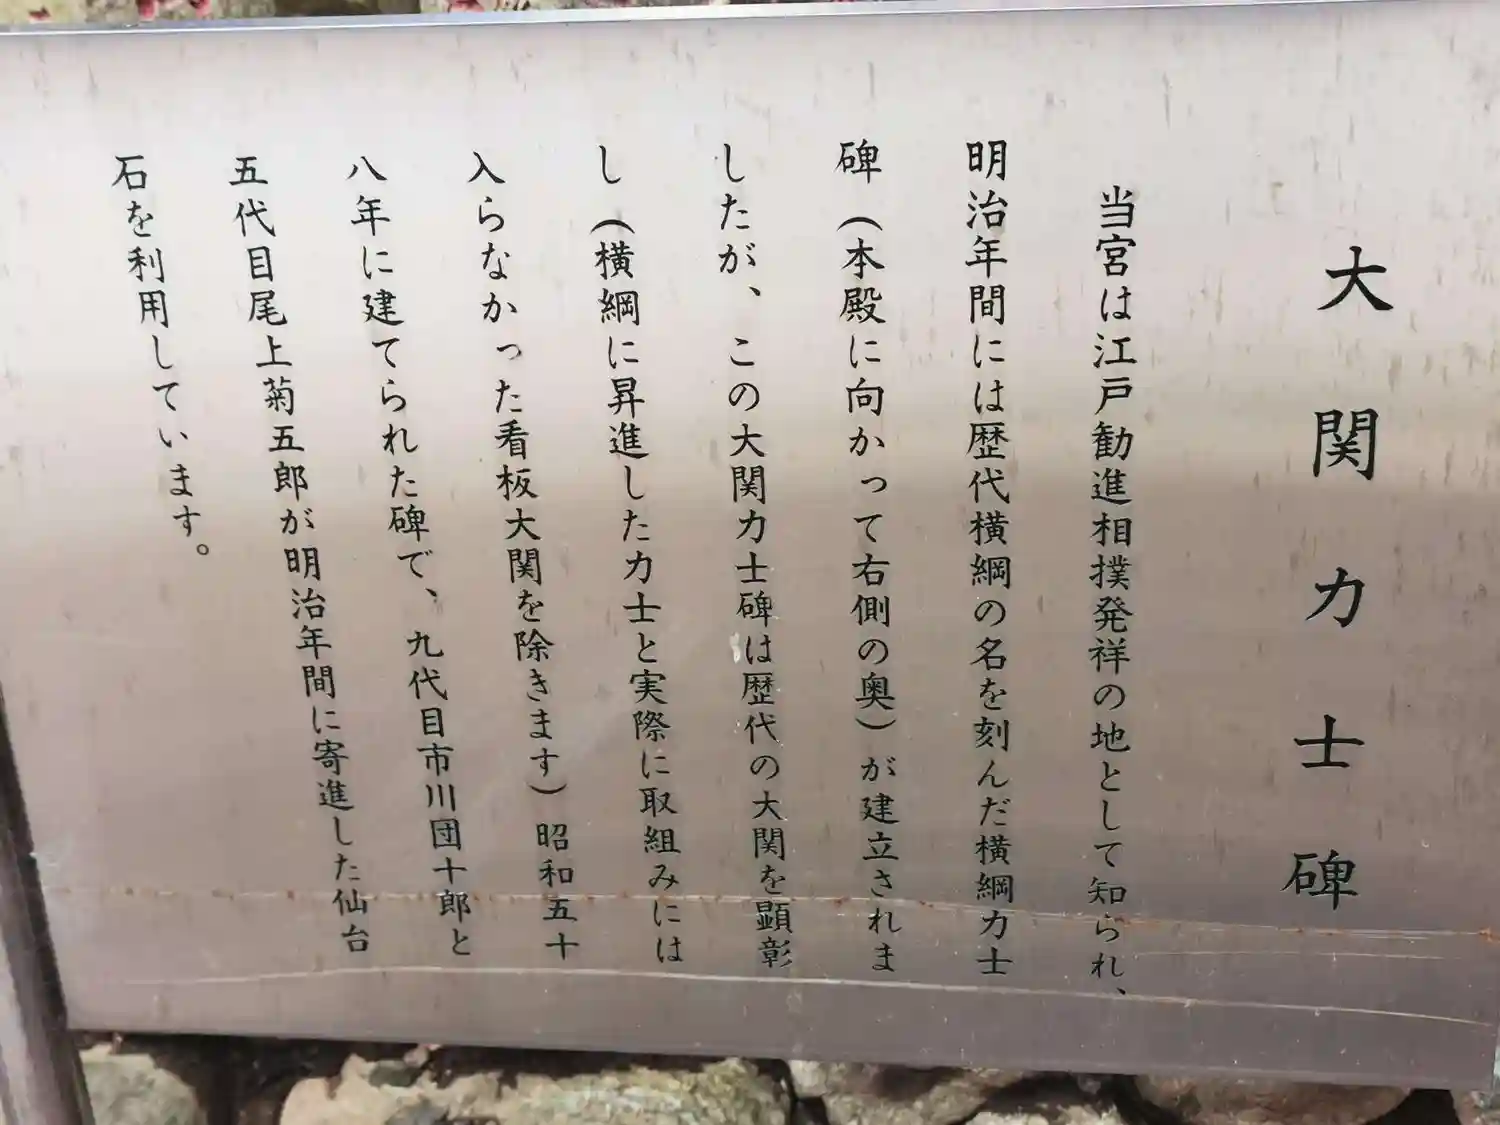 大関力士碑
当宮は江戸勧進相撲発祥の地として知られ、
明治年間には歴代横綱の名を刻んだ横綱力士
碑（本殿に向かって右側の奥）が建立されま
したが、この大関力士碑は歴代の大関を顕彰
し（横綱に昇進した力士と実際に取組みには
入らなかった看板大関を除きます）昭和五十
八年に建てられた碑で、九代目市川団十郎と
五代目尾上菊五郎が明治年間に寄進した仙台
石を利用しています。